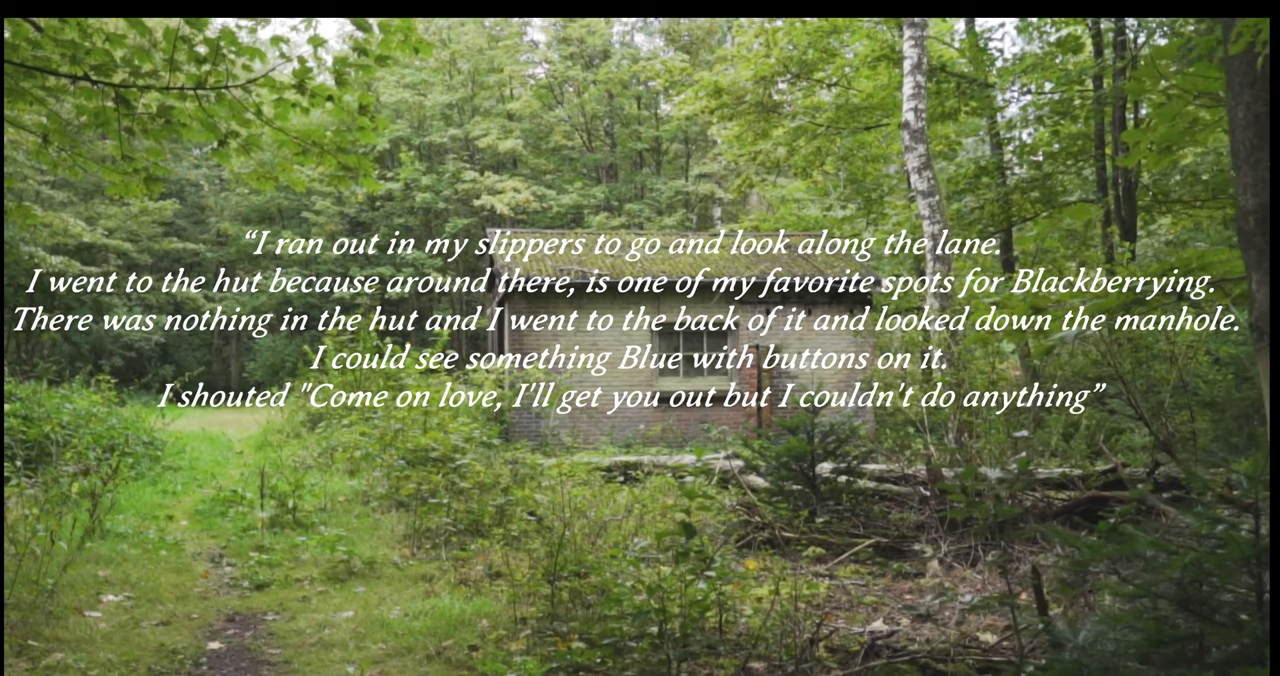 “I ran out in my slippers to go and look along the lane.
I went to the hut because around there, is one of my favorite spots for Blackberrying.
There was nothing in the hut and I went to the back of it and looked down the manhole.
I could see something Blue with buttons on it.
I shouted "Come on love, I'll get you out but I couldn't do anything”